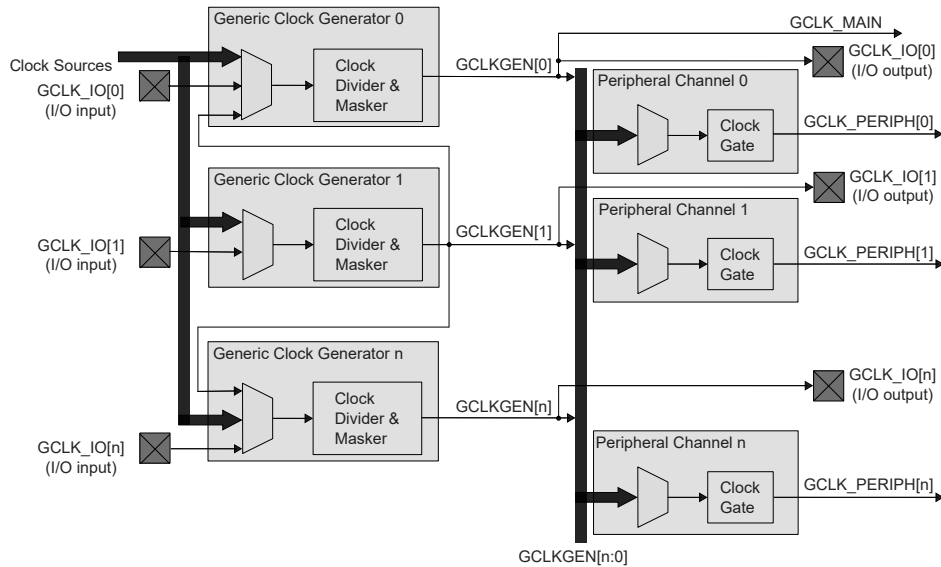 Generic Clock Generator 0
Clock Sources
GCLK_IO[0]
(I/O input)
Clock
Divider &
Masker
GCLKGEN[0]
GCLK_MAIN
GCLK_IO[0]
(I/O output)
Peripheral Channel 0
Clock
Gate
GCLK_PERIPH[0]
Generic Clock Generator 1
GCLK_IO[1]
(I/O input)
Clock
Divider &
Masker
GCLKGEN[1]
GCLK_IO[1]
(I/O output)
Peripheral Channel 1
Clock
Gate
GCLK_PERIPH[1]
Generic Clock Generator n
GCLK_IO[n]
(I/O input)
Clock
Divider &
Masker
GCLKGEN[n]
GCLK_IO[n]
(I/O output)
Peripheral Channel n
Clock
Gate
GCLK_PERIPH[n]
GCLKGEN[n:0]